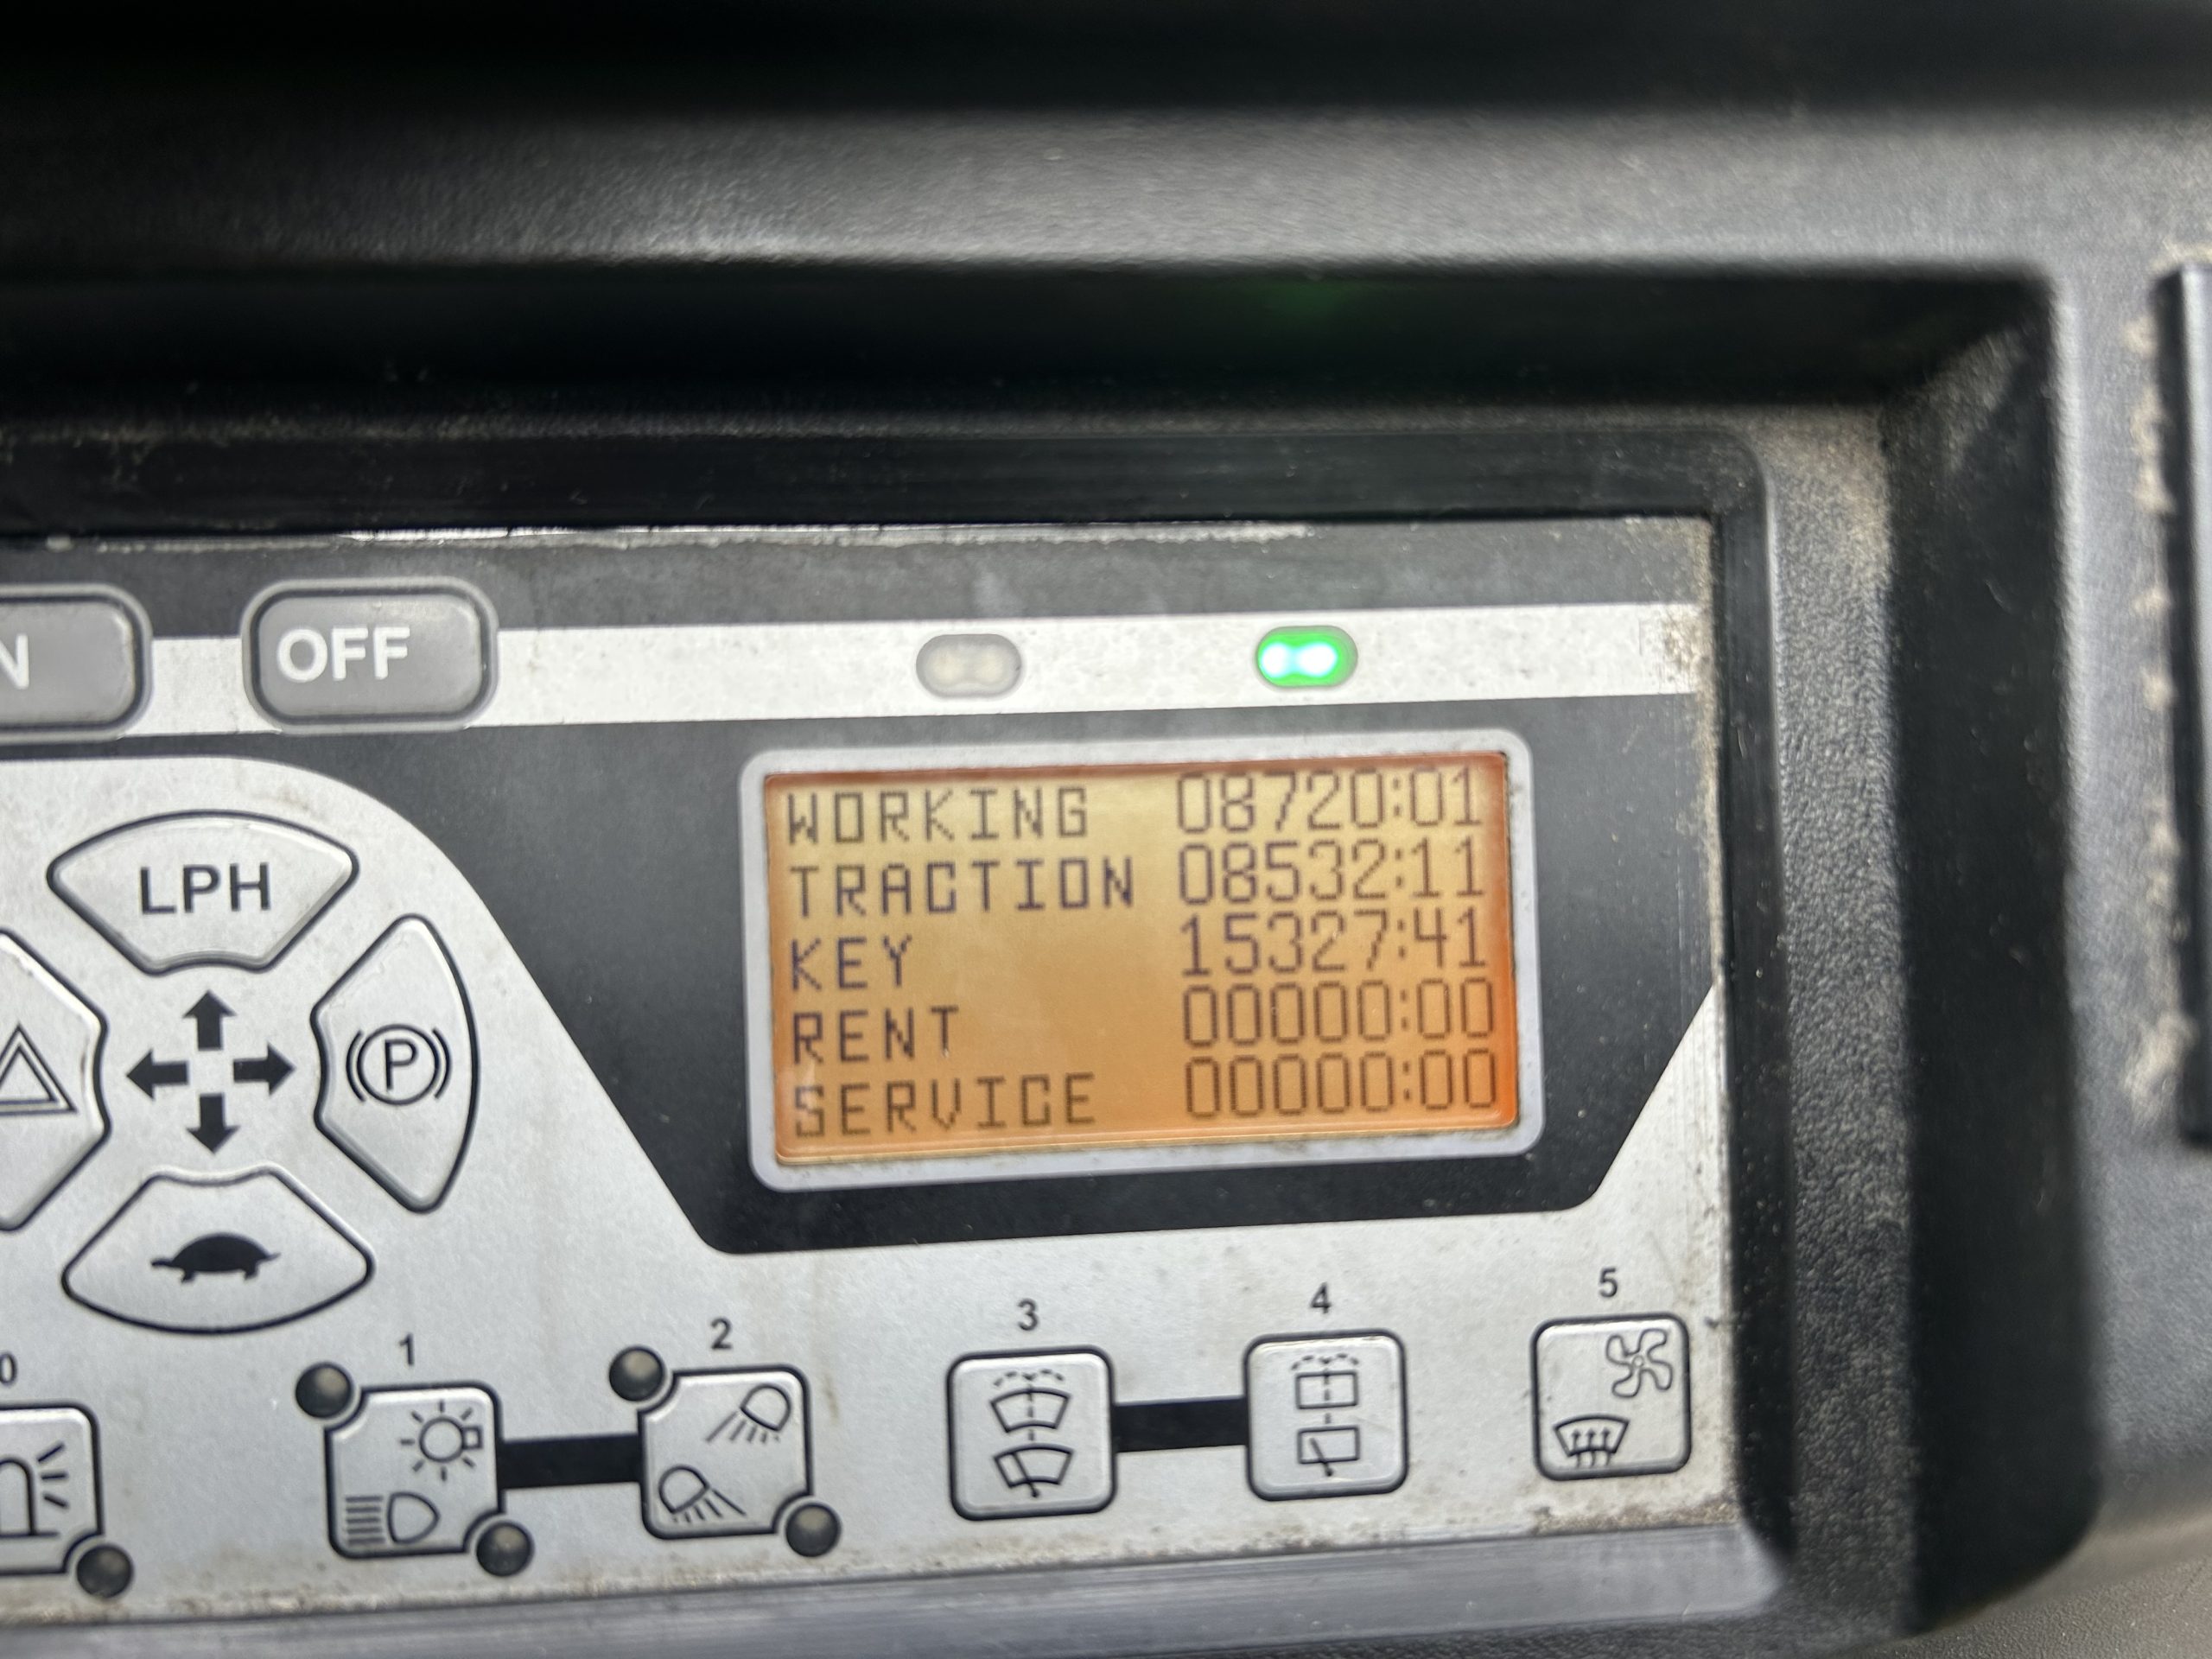 N OFF
WORKING 08720:01
TRACTION 08532:11
KEY 15327:41
RENT 00000:00
SERVICE 00000:00
LPH
P
0 1 2 3 4 5